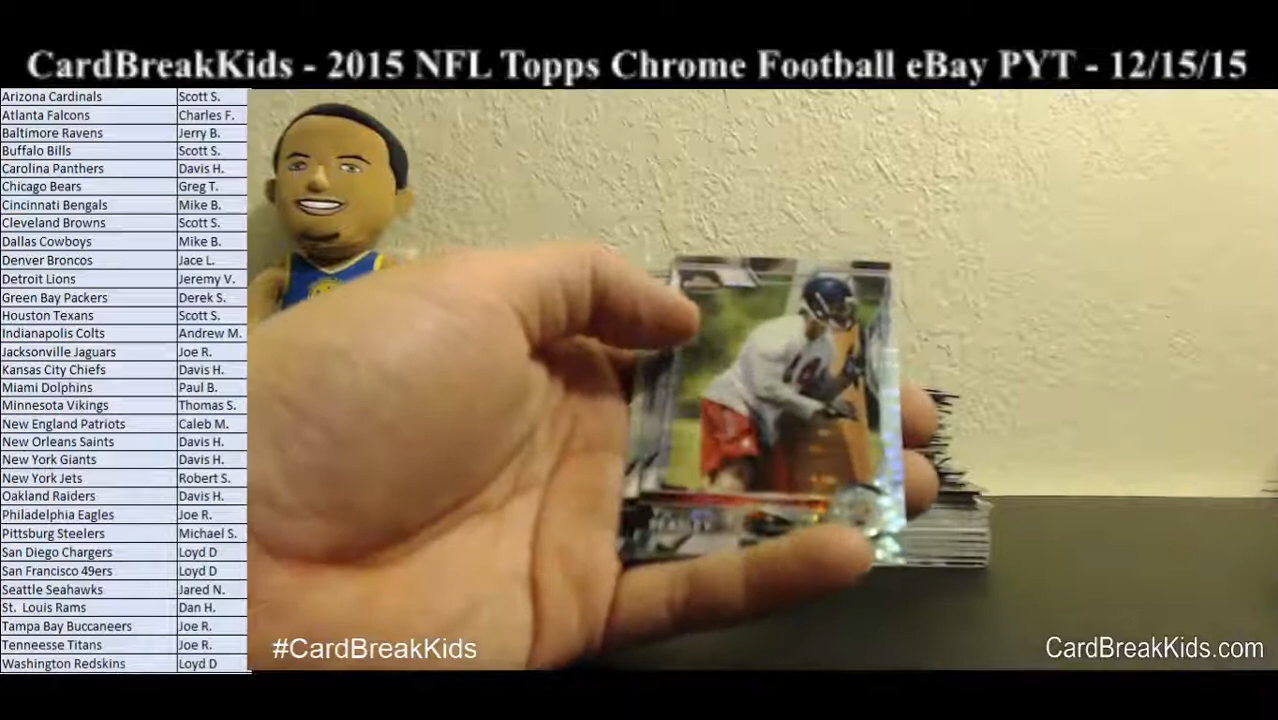 CardBreakKids - 2015 NFL Topps Chrome Football eBay PYT - 12/15/15
Arizona Cardinals Scott S.
Atlanta Falcons Charles F.
Baltimore Ravens Jerry B.
Buffalo Bills Scott S.
Carolina Panthers Davis H.
Chicago Bears Greg T.
Cincinnati Bengals Mike B.
Cleveland Browns Scott S.
Dallas Cowboys Mike B.
Denver Broncos Jace L.
Detroit Lions Jeremy V.
Green Bay Packers Derek S.
Houston Texans Scott S.
Indianapolis Colts Andrew M.
Jacksonville Jaguars Joe R.
Kansas City Chiefs Davis H.
Miami Dolphins Paul B.
Minnesota Vikings Thomas S.
New England Patriots Caleb M.
New Orleans Saints Davis H.
New York Giants Davis H.
New York Jets Robert S.
Oakland Raiders Davis H.
Philadelphia Eagles Joe R.
Pittsburg Steelers Michael S.
San Diego Chargers Loyd D
San Francisco 49ers Loyd D
Seattle Seahawks Jared N.
St. Louis Rams Dan H.
Tampa Bay Buccaneers Joe R.
Tenneesse Titans Joe R.
Washington Redskins Loyd D
#CardBreakKids
CardBreakKids.com